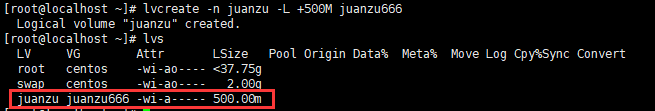 [root@localhost ~]# lvcreate -n juanzu -L +500M juanzu666
Logical volume "juanzu" created.
[root@localhost ~]# lvs
LV VG Attr LSize Pool Origin Data% Meta% Move Log Cpy%Sync Convert
root centos -wi-ao---- <37.75g
swap centos -wi-ao---- 2.00g
juanzu juanzu666 -wi-a----- 500.00m